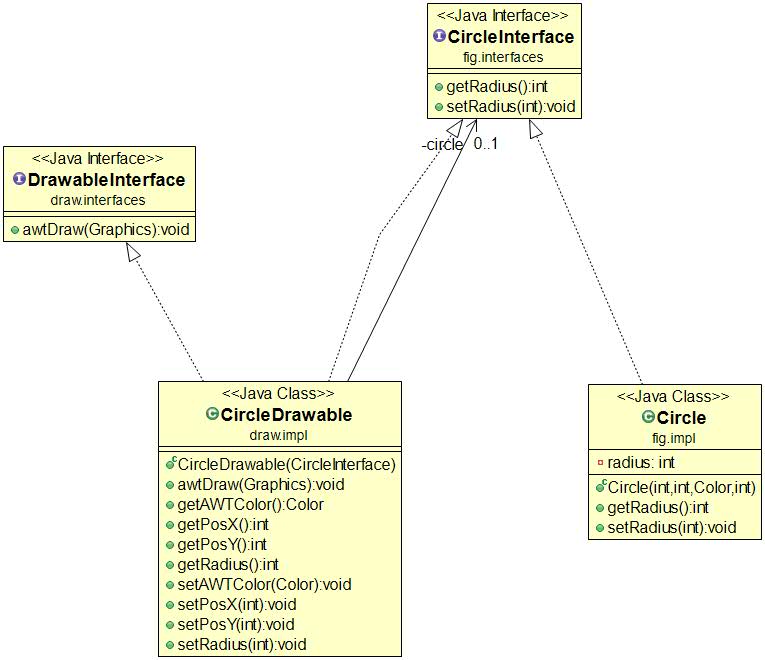 <<Java Interface>>
CircleInterface
fig.interfaces
getRadius():int
setRadius(int):void
-circle 0..1
<<Java Interface>>
DrawableInterface
draw.interfaces
awtDraw(Graphics):void
<<Java Class>>
CircleDrawable
draw.impl
CircleDrawable(CircleInterface)
awtDraw(Graphics):void
getAWTColor():Color
getPosX():int
getPosY():int
getRadius():int
setAWTColor(Color):void
setPosX(int):void
setPosY(int):void
setRadius(int):void
<<Java Class>>
Circle
fig.impl
radius: int
Circle(int,int,Color,int)
getRadius():int
setRadius(int):void